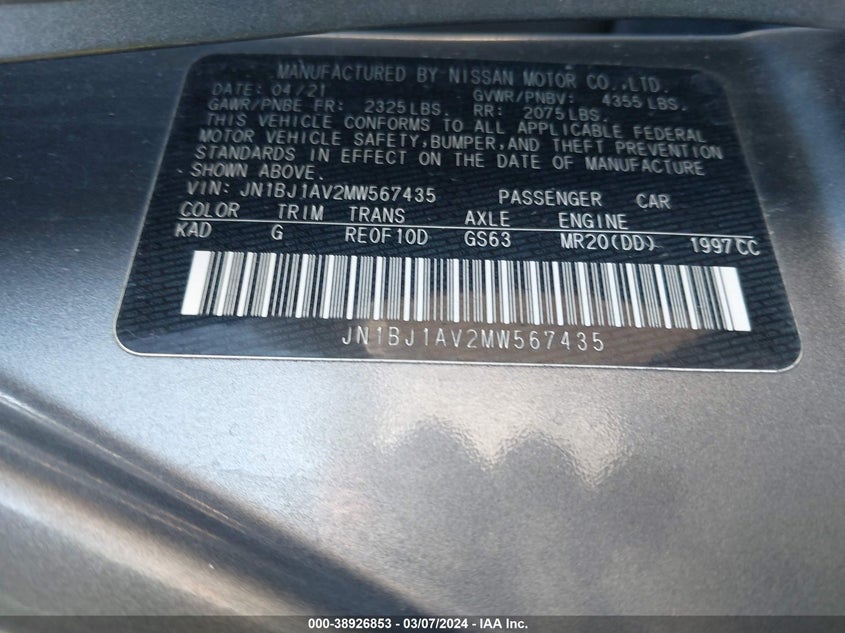 MANUFACTURED BY NISSAN MOTOR CO.,LTD.
DATE: 04/21 GVWR/PNBV: 4355 LBS.
GAWR/PNBE FR: 2325 LBS. RR: 2075 LBS.
THIS VEHICLE CONFORMS TO ALL APPLICABLE FEDERAL
MOTOR VEHICLE SAFETY,BUMPER,AND THEFT PREVENTION
STANDARDS IN EFFECT ON THE DATE OF MANUFACTURE
SHOWN ABOVE.
VIN: JN1BJ1AV2MW567435 PASSENGER CAR
COLOR TRIM TRANS AXLE ENGINE
KAD G RE0F10D GS63 MR20(DD) 1997CC
JN1BJ1AV2MW567435
000-38926853 - 03/07/2024 - IAA Inc.